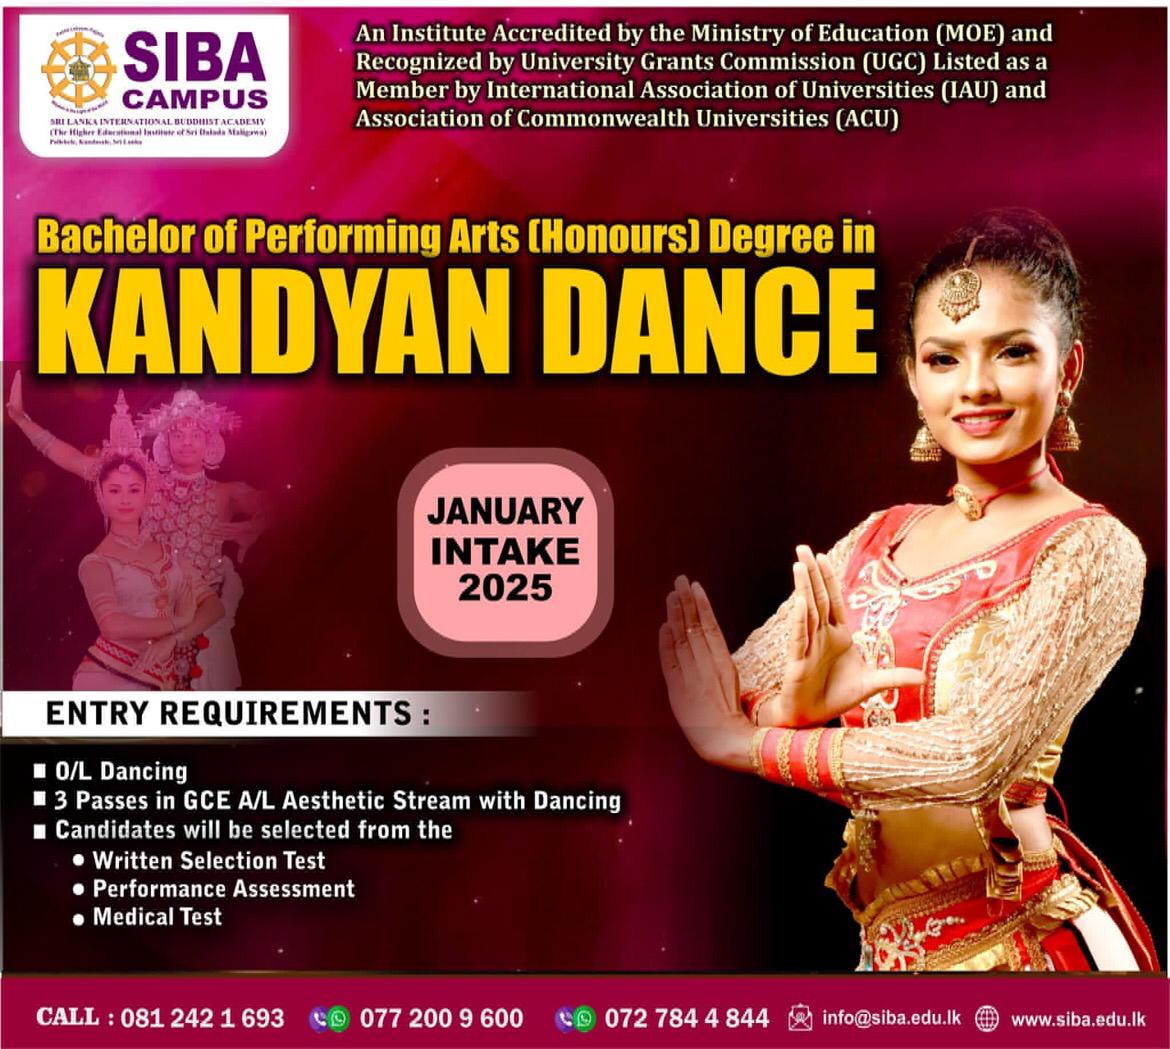 SIBA
CAMPUS
SRI LANKA INTERNATIONAL BUDDHIST ACADEMY
(The Higher Educational Institute of Sri Dalada Maligawa)
Pallekele, Kundasale, Sri Lanka
An Institute Accredited by the Ministry of Education (MOE) and
Recognized by University Grants Commission (UGC) Listed as a
Member by International Association of Universities (IAU) and
Association of Commonwealth Universities (ACU)
Bachelor of Performing Arts (Honours) Degree in
KANDYAN DANCE
JANUARY
INTAKE
2025
ENTRY REQUIREMENTS :
■ O/L Dancing
■ 3 Passes in GCE A/L Aesthetic Stream with Dancing
■ Candidates will be selected from the
● Written Selection Test
● Performance Assessment
● Medical Test
CALL : 081 242 1 693 077 200 9 600 072 784 4 844 info@siba.edu.lk www.siba.edu.lk